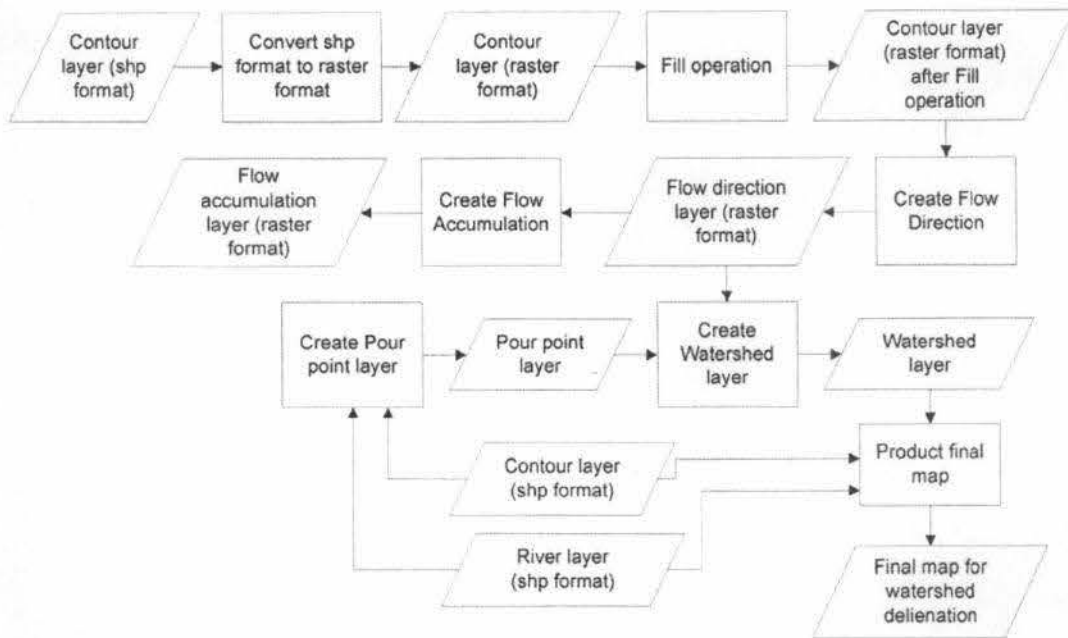 Contour
layer (shp
format)
Convert shp
format to raster
format
Contour
layer (raster
format)
Fill operation
Contour layer
(raster format)
after Fill
operation
Flow
accumulation
layer (raster
format)
Create Flow
Accumulation
Flow direction
layer (raster
format)
Create Flow
Direction
Create Pour
point layer
Pour point
layer
Create
Watershed
layer
Watershed
layer
Contour layer
(shp format)
Product final
map
River layer
(shp format)
Final map for
watershed
delienation